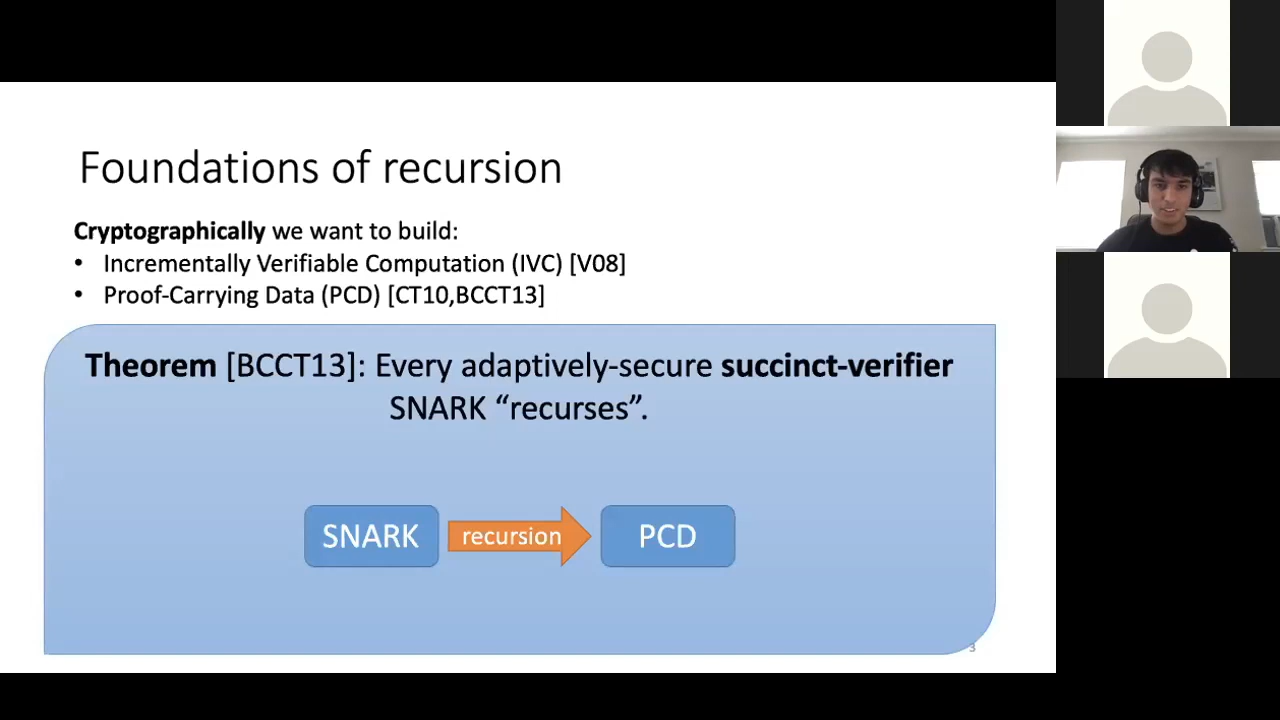 Foundations of recursion
Cryptographically we want to build:
• Incrementally Verifiable Computation (IVC) [V08]
• Proof-Carrying Data (PCD) [CT10,BCCT13]
Theorem [BCCT13]: Every adaptively-secure succinct-verifier
SNARK “recurses”.
SNARK
recursion
PCD
3